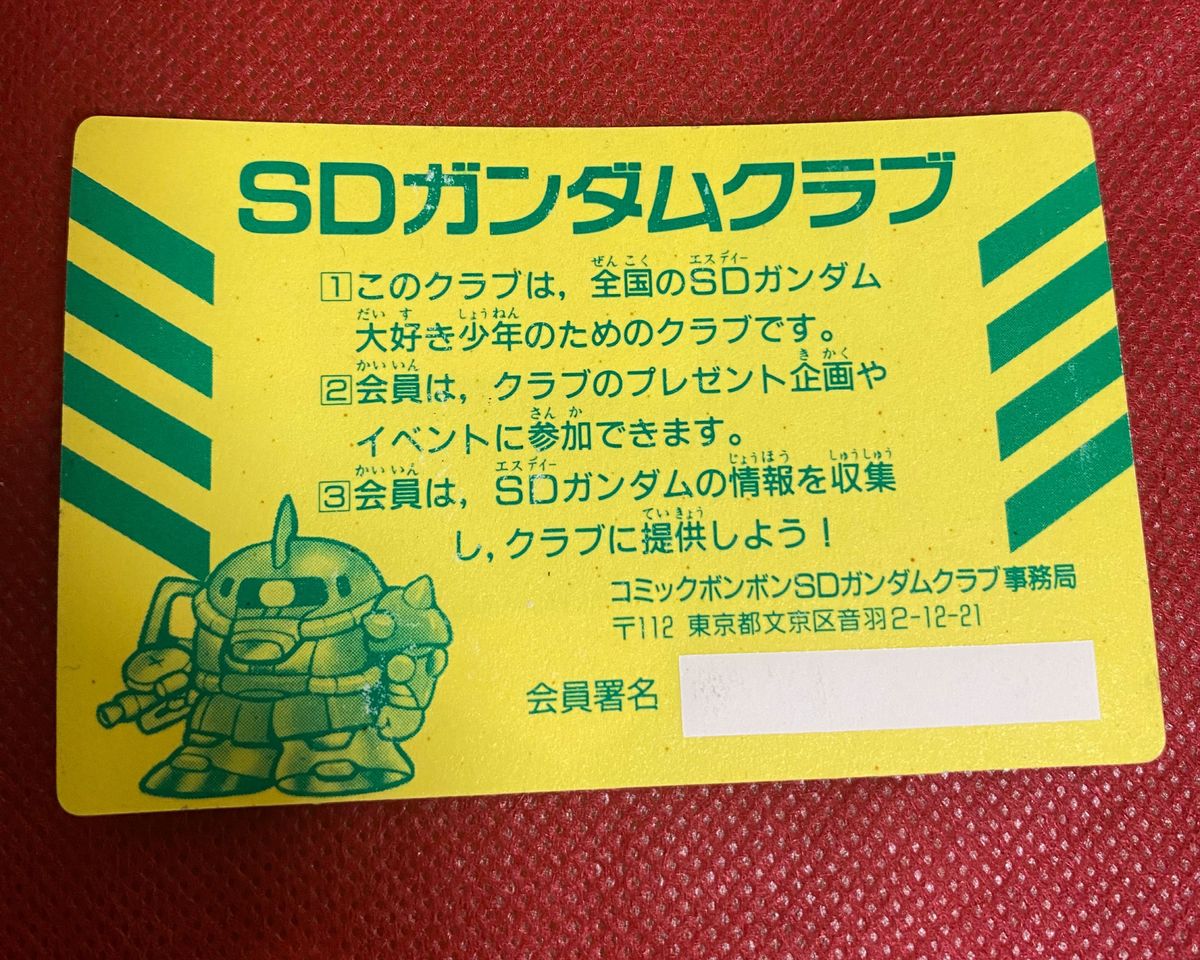 SDガンダムクラブ
1このクラブは,全国のSDガンダム
大好き少年のためのクラブです。
2会員は,クラブのプレゼント企画や
イベントに参加できます。
3会員は,SDガンダムの情報を収集
し,クラブに提供しよう!
コミックボンボンSDガンダムクラブ事務局
〒112 東京都文京区音羽2-12-21
会員署名